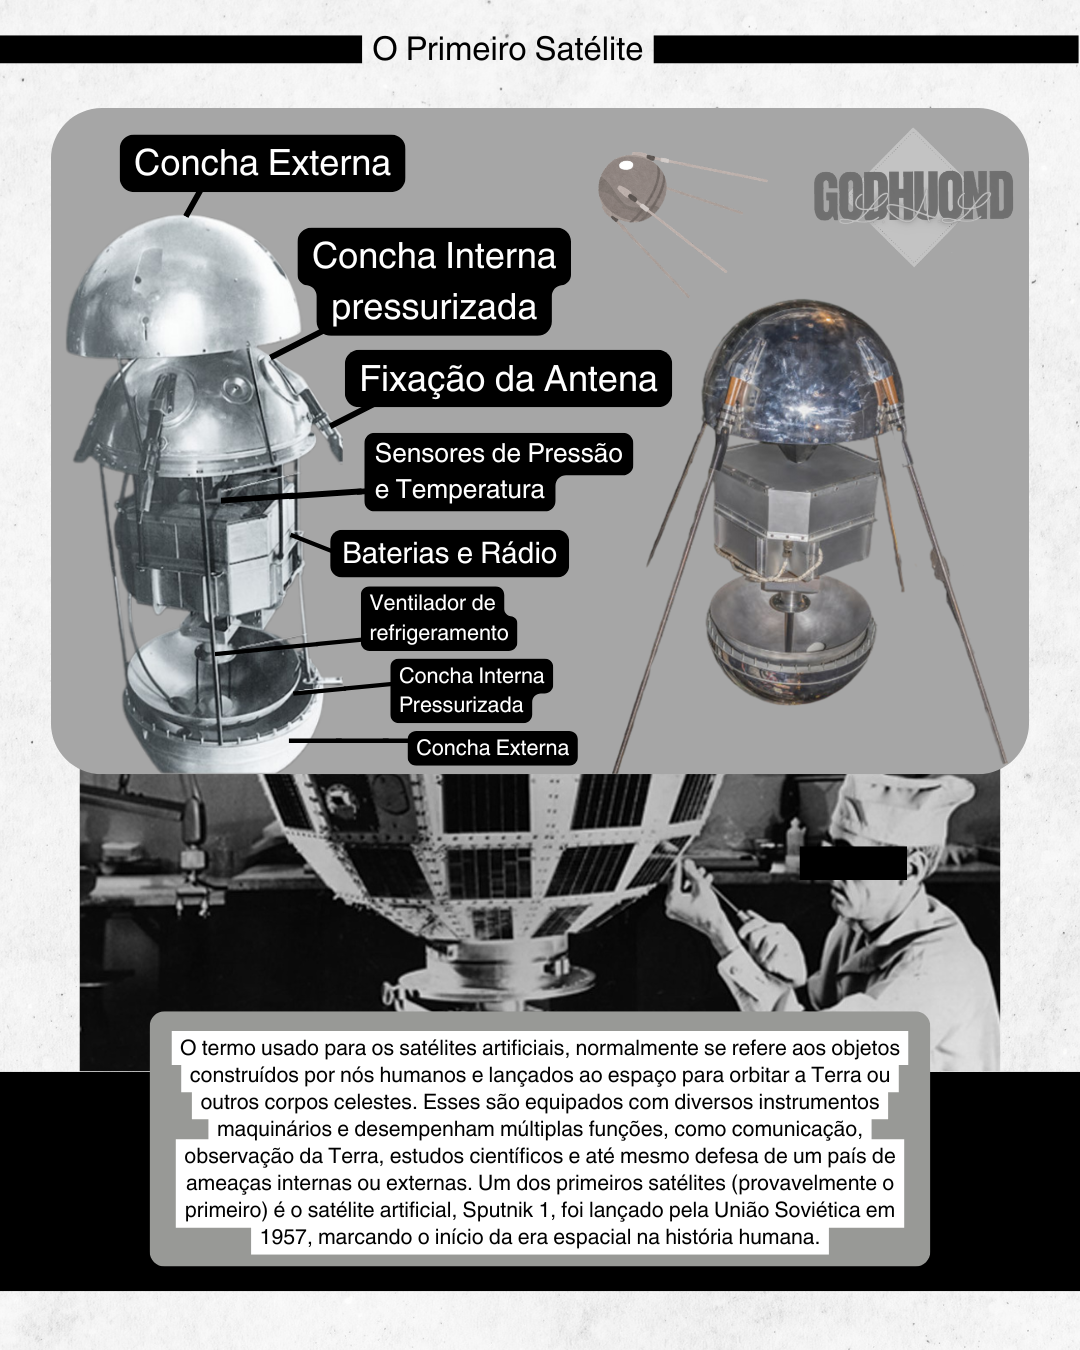 O Primeiro Satélite
Concha Externa
GODHUOND
Concha Interna
pressurizada
Fixação da Antena
Sensores de Pressão
e Temperatura
Baterias e Rádio
Ventilador de
refrigeramento
Concha Interna
Pressurizada
Concha Externa
O termo usado para os satélites artificiais, normalmente se refere aos objetos
construídos por nós humanos e lançados ao espaço para orbitar a Terra ou
outros corpos celestes. Esses são equipados com diversos instrumentos
maquinários e desempenham múltiplas funções, como comunicação,
observação da Terra, estudos científicos e até mesmo defesa de um país de
ameaças internas ou externas. Um dos primeiros satélites (provavelmente o
primeiro) é o satélite artificial, Sputnik 1, foi lançado pela União Soviética em
1957, marcando o início da era espacial na história humana.